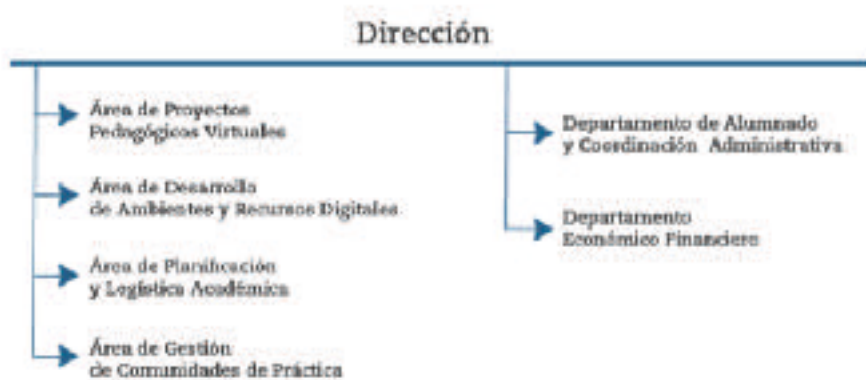 Dirección
Área de Proyectos
Pedagógicos Virtuales
Área de Desarrollo
de Ambientes y Recursos Digitales
Área de Planificación
y Logística Académica
Área de Gestión
de Comunidades de Práctica
Departamento de Alumnado
y Coordinación Administrativa
Departamento
Económico Financiero